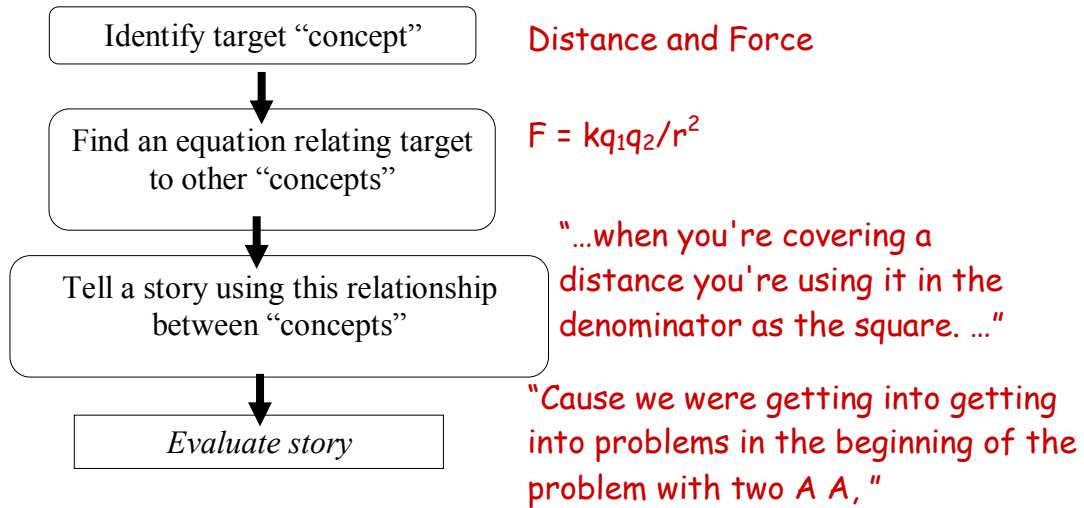 Identify target “concept”
Distance and Force
Find an equation relating target
to other “concepts”
F = kq₁q₂/r²
Tell a story using this relationship
between “concepts”
“…when you're covering a
distance you're using it in the
denominator as the square. …”
Evaluate story
“Cause we were getting into getting
into problems in the beginning of the
problem with two A A, ”